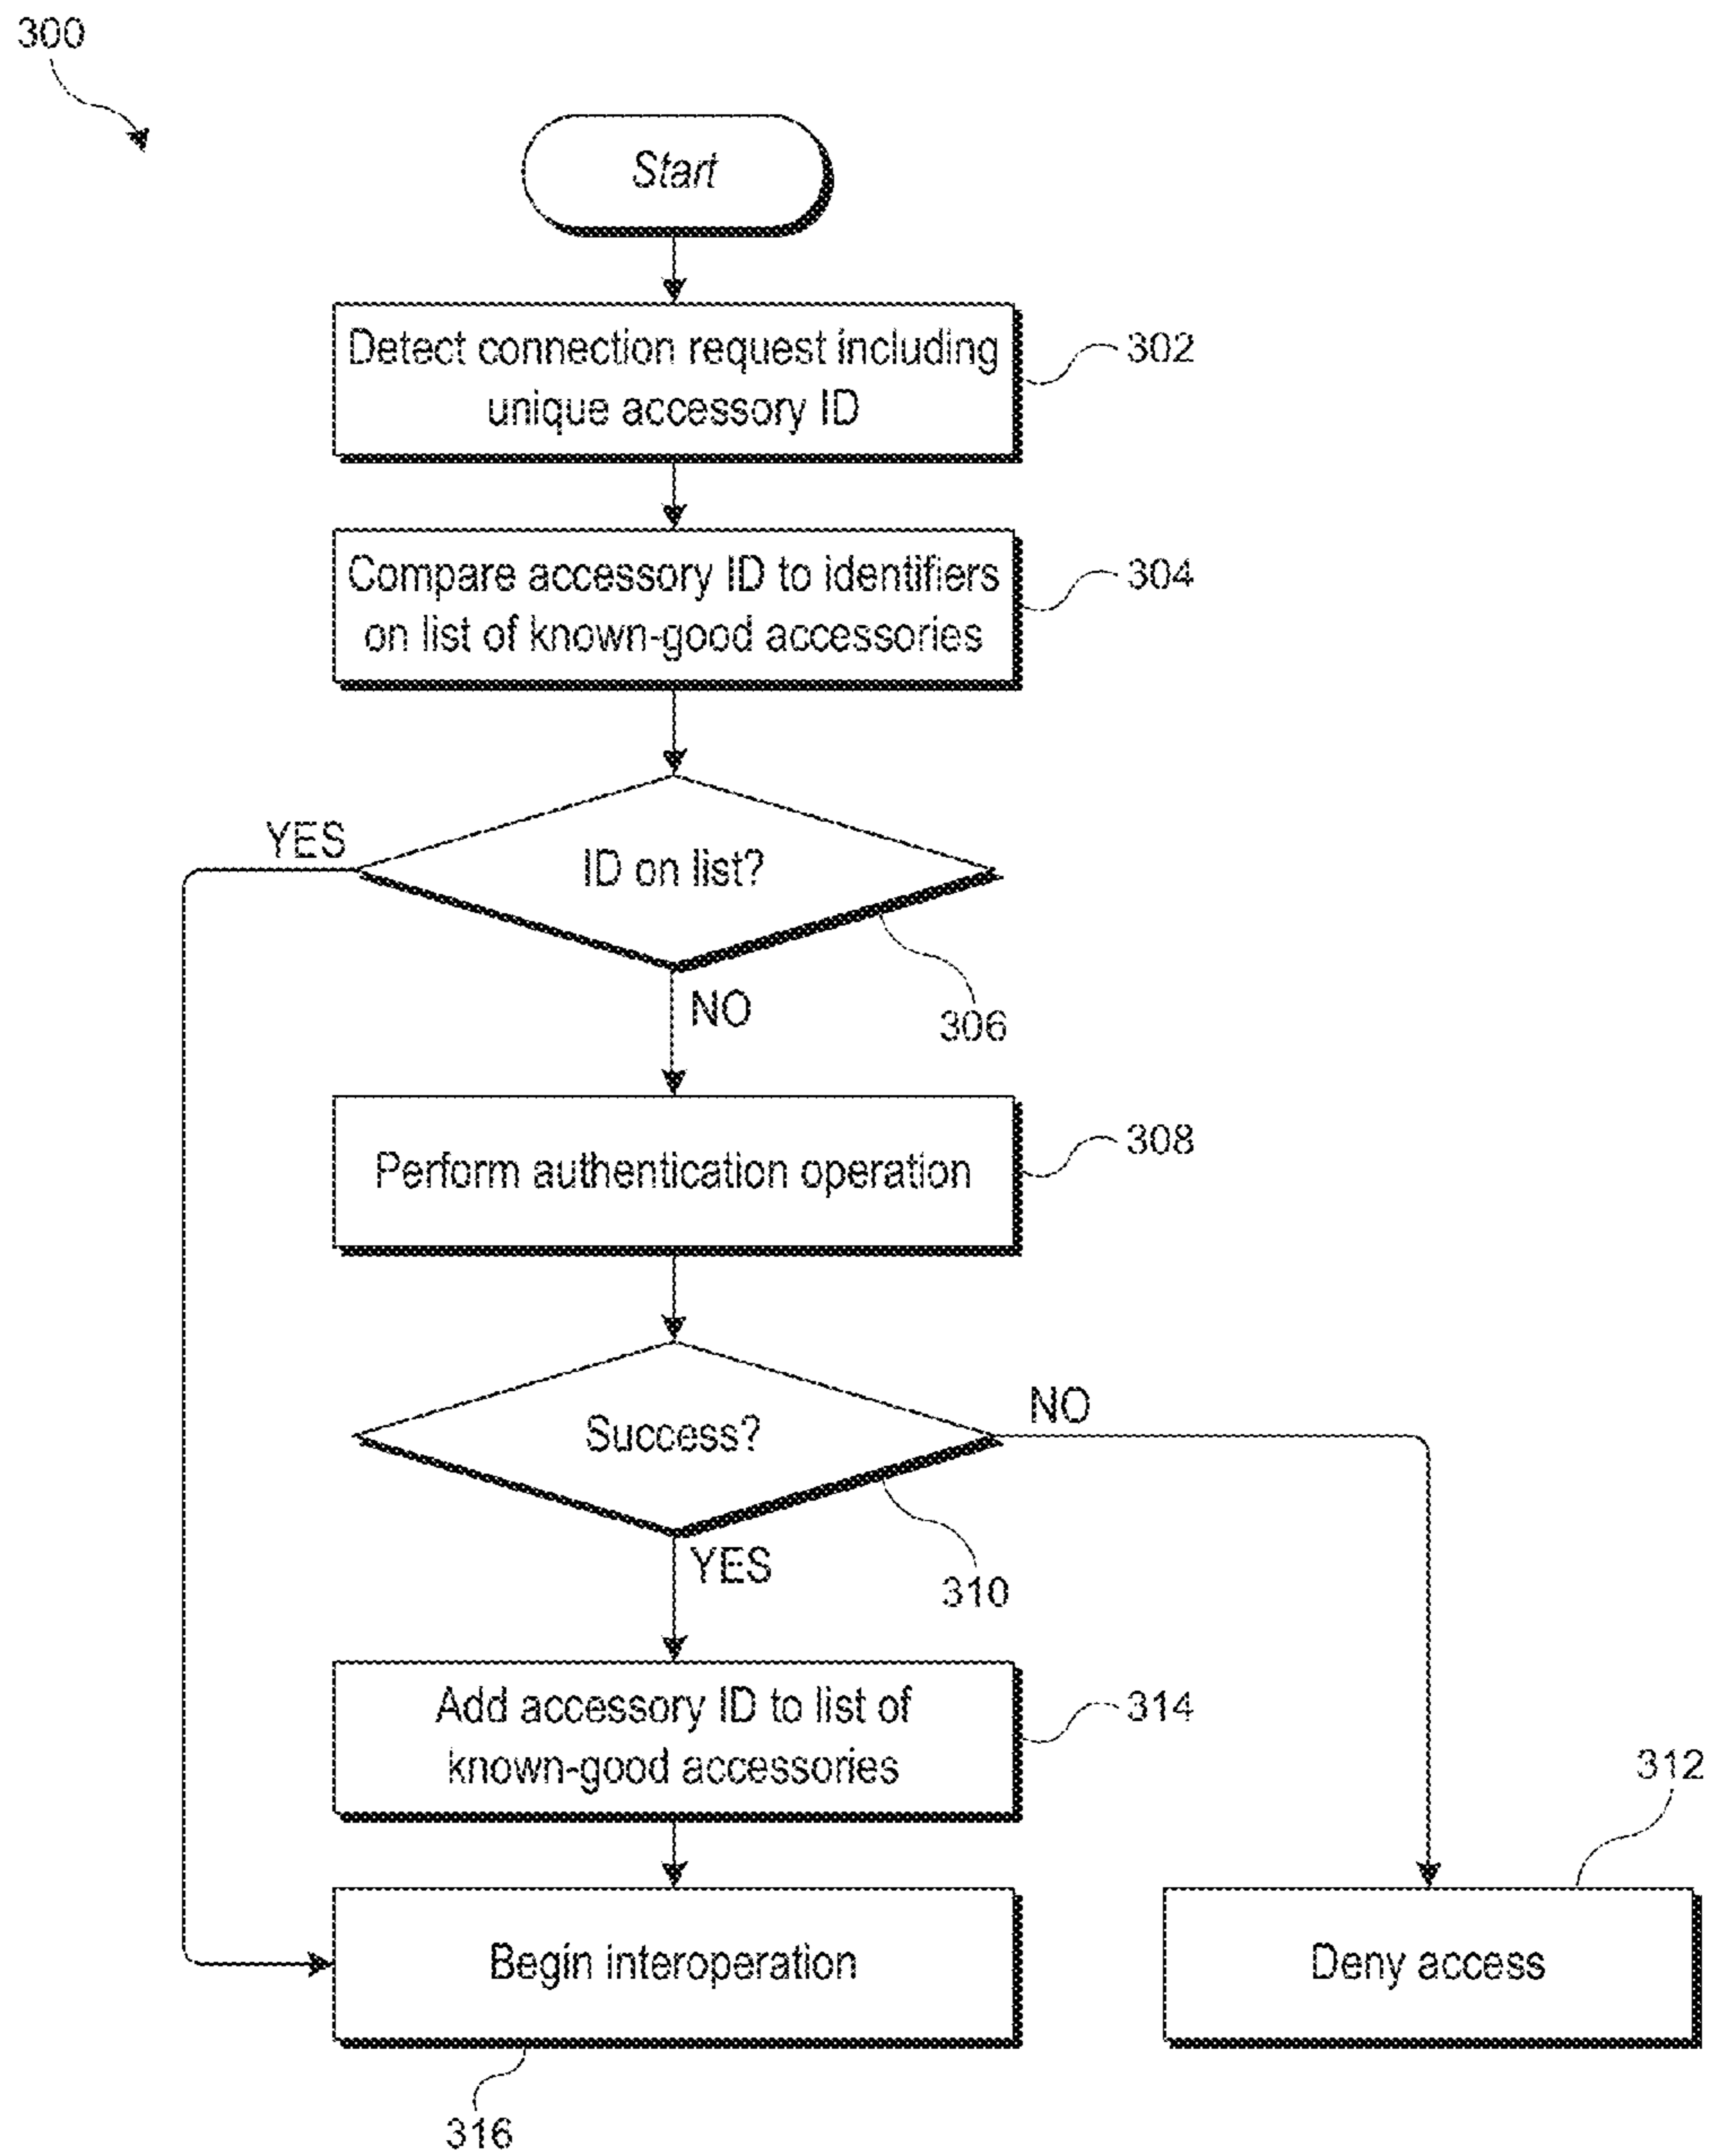 300
Start
Detect connection request including
unique accessory ID
302
Compare accessory ID to identifiers
on list of known-good accessories
304
YES
ID on list?
NO
306
Perform authentication operation
308
Success?
NO
YES
310
Add accessory ID to list of
known-good accessories
314
312
Begin interoperation
Deny access
316